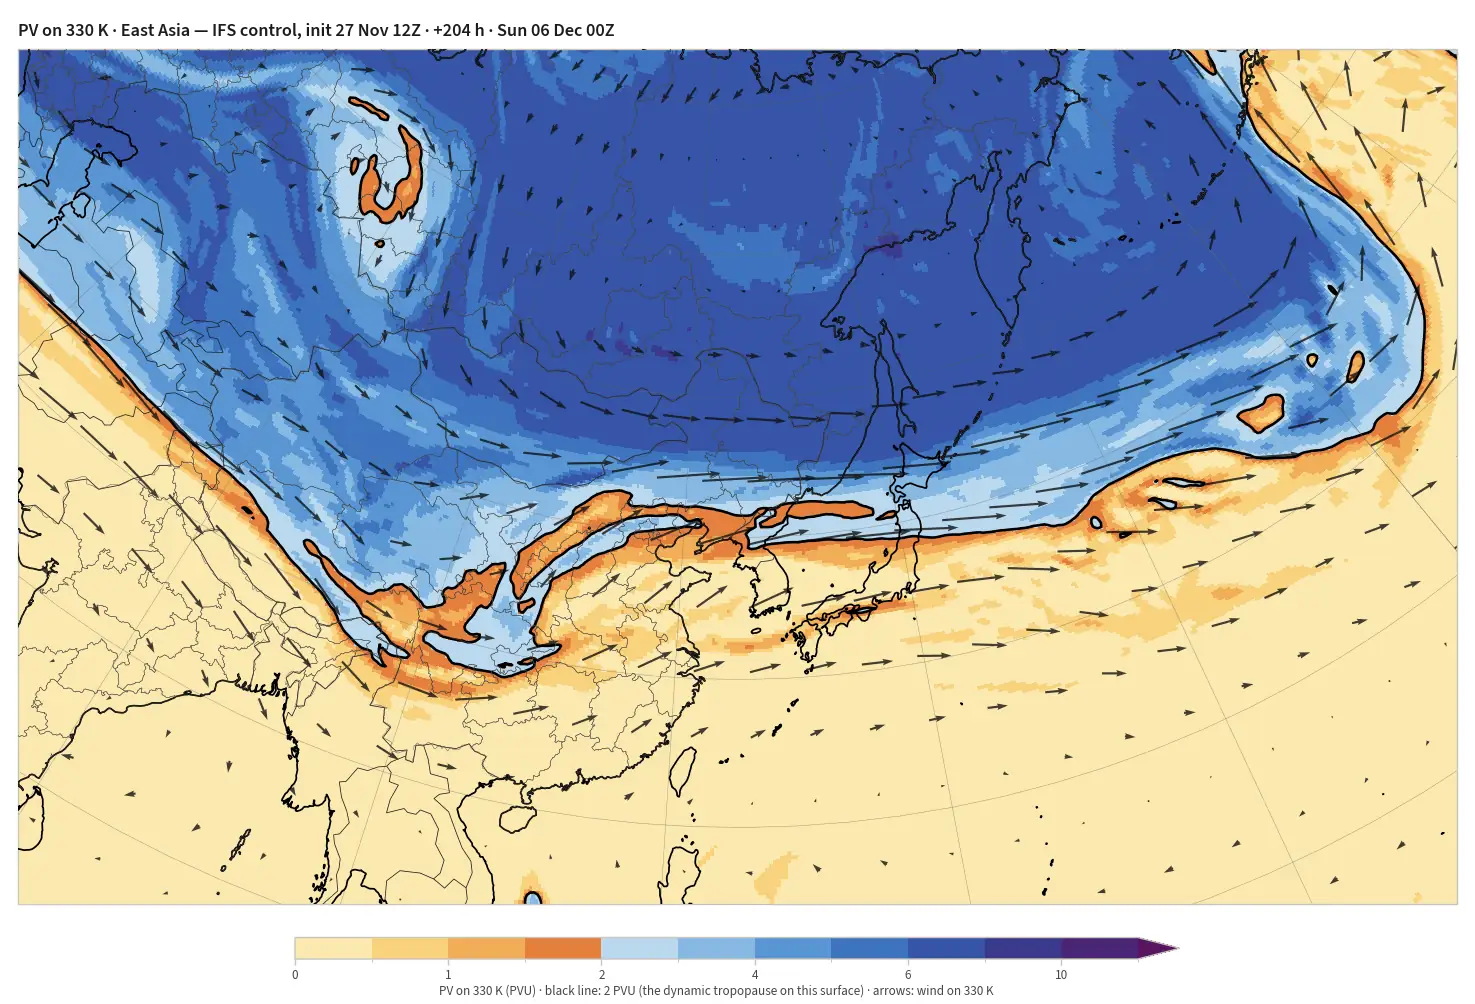 PV on 330 K · East Asia — IFS control, init 27 Nov 12Z · +204 h · Sun 06 Dec 00Z
0 1 2 4 6 10
PV on 330 K (PVU) · black line: 2 PVU (the dynamic tropopause on this surface) · arrows: wind on 330 K